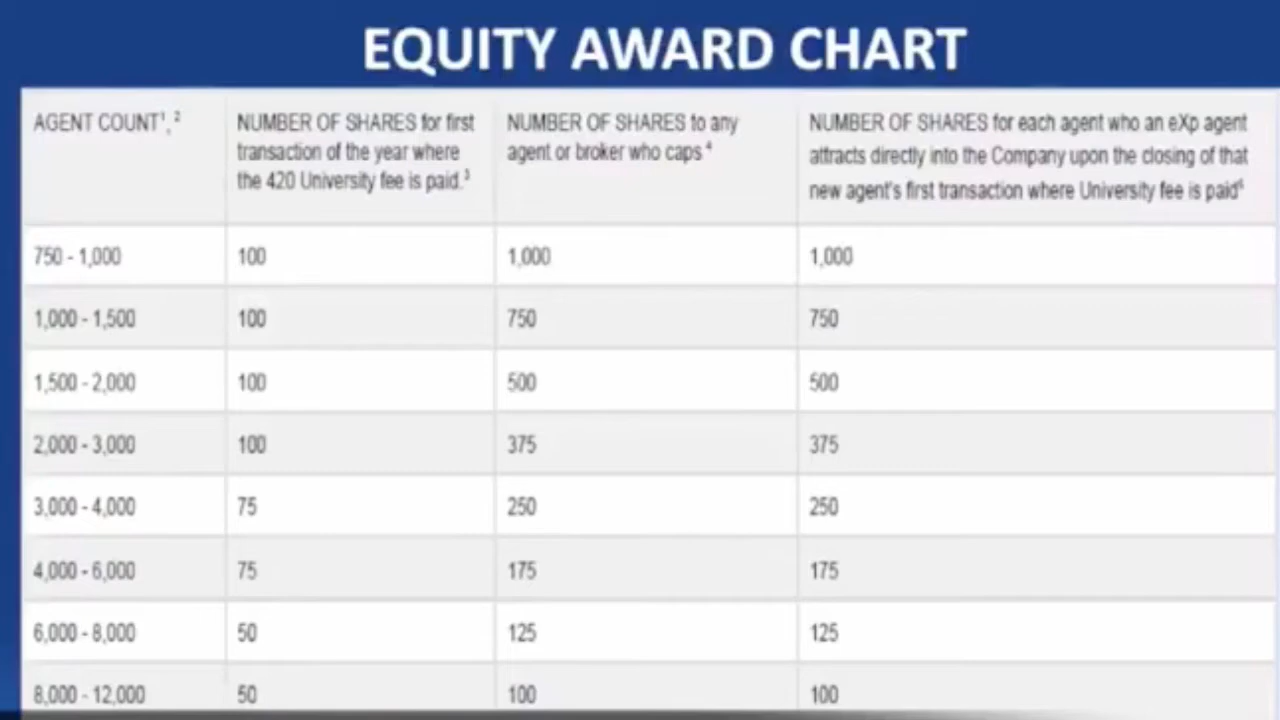 EQUITY AWARD CHART
AGENT COUNT¹, ²
NUMBER OF SHARES for first
transaction of the year where
the 420 University fee is paid.³
NUMBER OF SHARES to any
agent or broker who caps ⁴
NUMBER OF SHARES for each agent who an eXp agent
attracts directly into the Company upon the closing of that
new agent's first transaction where University fee is paid
750 - 1,000 100 1,000 1,000
1,000 - 1,500 100 750 750
1,500 - 2,000 100 500 500
2,000 - 3,000 100 375 375
3,000 - 4,000 75 250 250
4,000 - 6,000 75 175 175
6,000 - 8,000 50 125 125
8,000 - 12,000 50 100 100